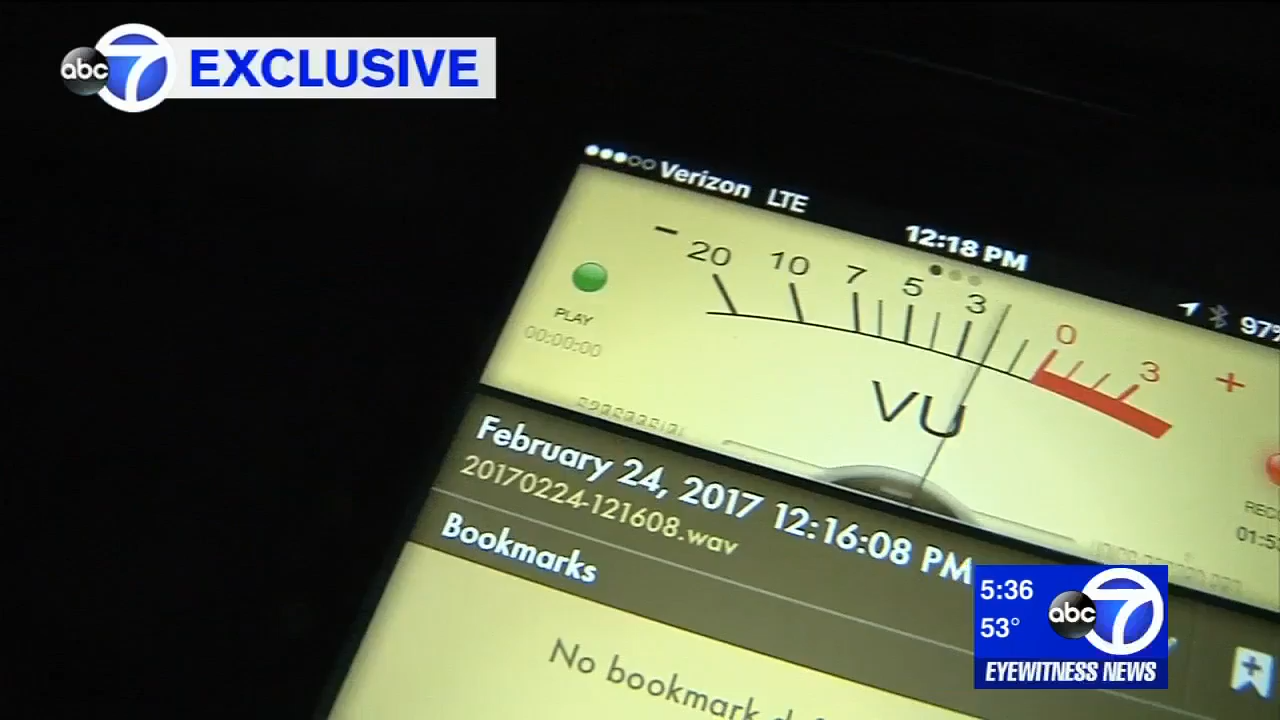 abc 7 EXCLUSIVE
Verizon LTE 12:18 PM 97%
- 20 10 7 5 3 0 3 +
PLAY
00:00:00
VU
February 24, 2017 12:16:08 PM
20170224-121608.wav
Bookmarks
No bookmark
5:36
53°
abc 7
EYEWITNESS NEWS